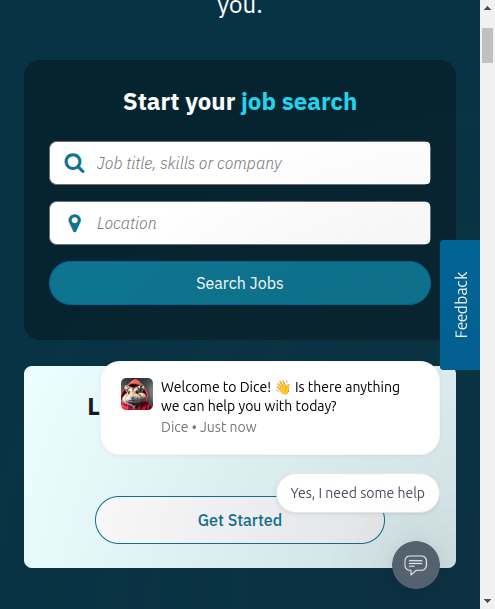 you.
Start your job search
Job title, skills or company
Location
Search Jobs
Feedback
L
Welcome to Dice! 👋 Is there anything
we can help you with today?
Dice • Just now
Yes, I need some help
Get Started